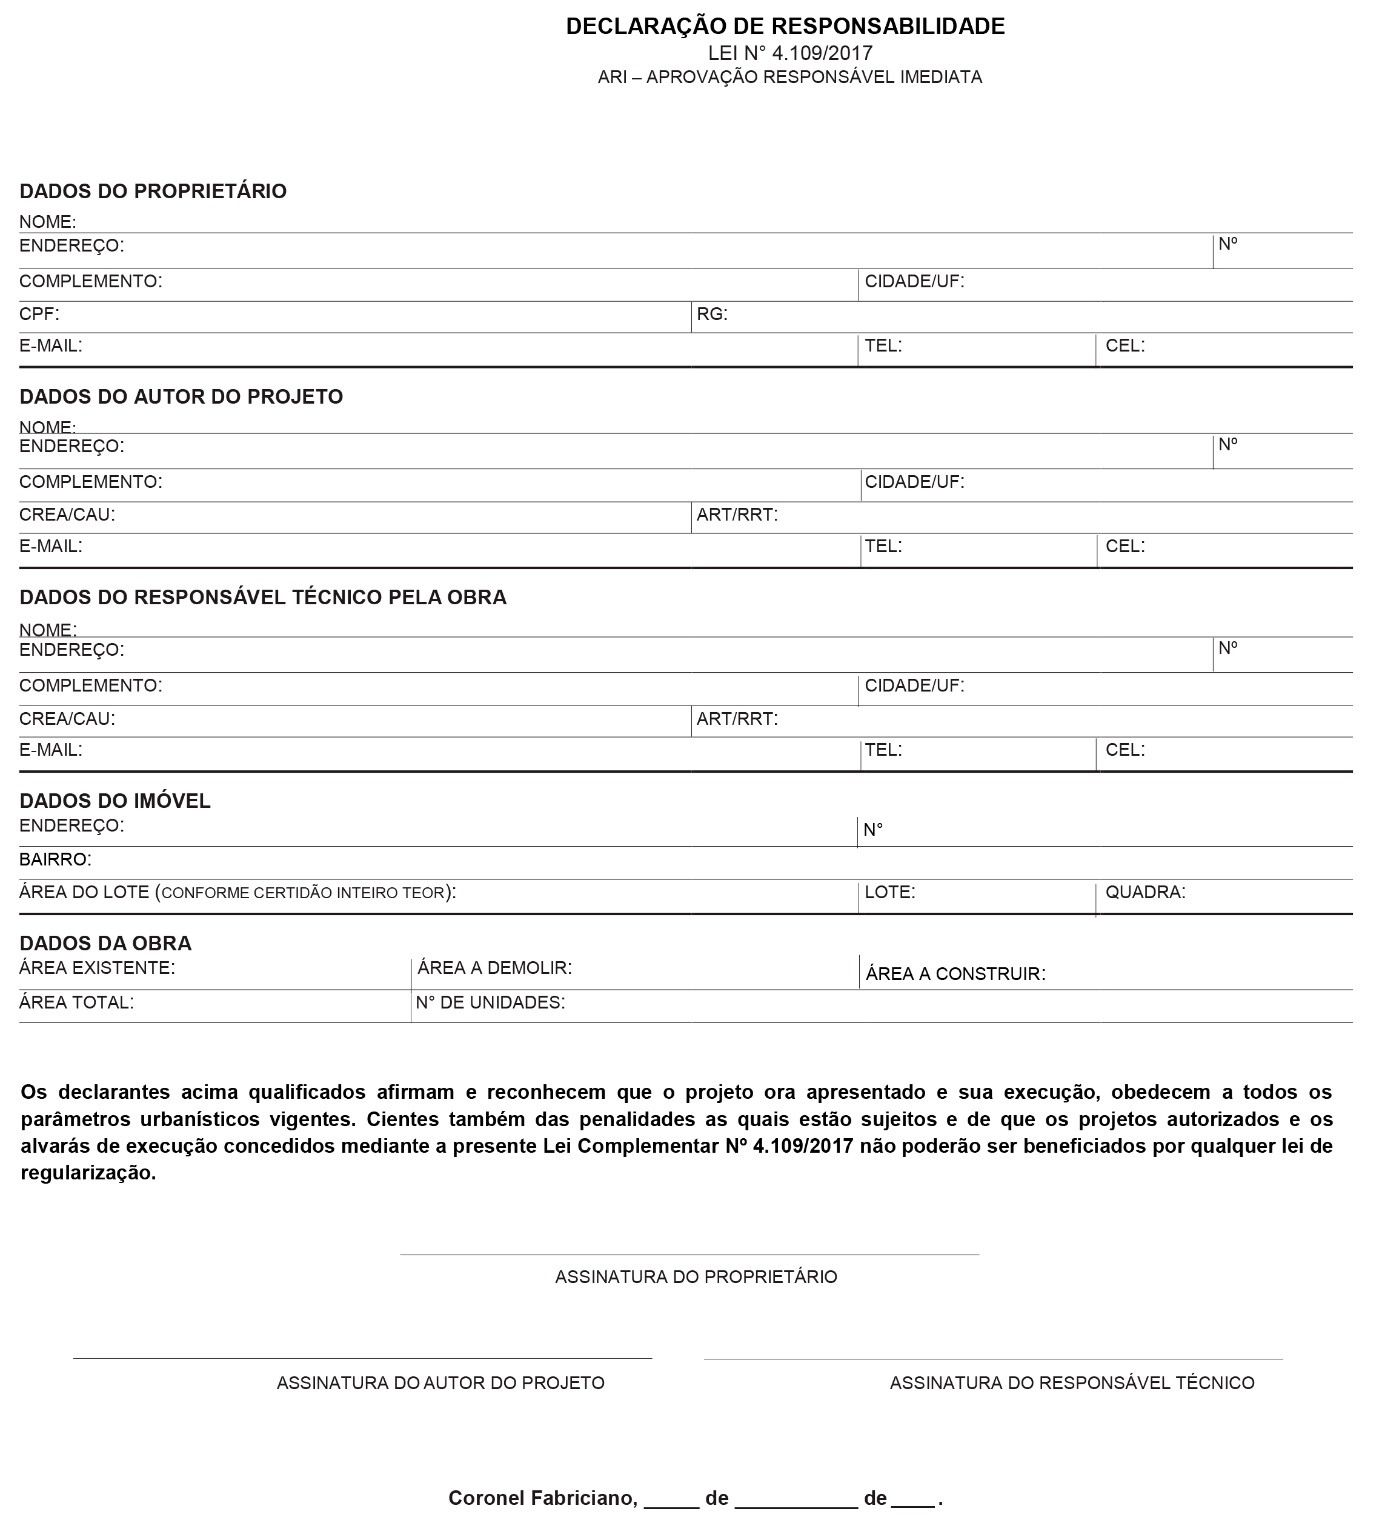 DECLARAÇÃO DE RESPONSABILIDADE
LEI N° 4.109/2017
ARI – APROVAÇÃO RESPONSÁVEL IMEDIATA
DADOS DO PROPRIETÁRIO
NOME:
ENDEREÇO: Nº
COMPLEMENTO: CIDADE/UF:
CPF: RG:
E-MAIL: TEL: CEL:
DADOS DO AUTOR DO PROJETO
NOME:
ENDEREÇO: Nº
COMPLEMENTO: CIDADE/UF:
CREA/CAU: ART/RRT:
E-MAIL: TEL: CEL:
DADOS DO RESPONSÁVEL TÉCNICO PELA OBRA
NOME:
ENDEREÇO: Nº
COMPLEMENTO: CIDADE/UF:
CREA/CAU: ART/RRT:
E-MAIL: TEL: CEL:
DADOS DO IMÓVEL
ENDEREÇO: N°
BAIRRO:
ÁREA DO LOTE (CONFORME CERTIDÃO INTEIRO TEOR): LOTE: QUADRA:
DADOS DA OBRA
ÁREA EXISTENTE: ÁREA A DEMOLIR: ÁREA A CONSTRUIR:
ÁREA TOTAL: N° DE UNIDADES:
Os declarantes acima qualificados afirmam e reconhecem que o projeto ora apresentado e sua execução, obedecem a todos os
parâmetros urbanísticos vigentes. Cientes também das penalidades as quais estão sujeitos e de que os projetos autorizados e os
alvarás de execução concedidos mediante a presente Lei Complementar Nº 4.109/2017 não poderão ser beneficiados por qualquer lei de
regularização.
ASSINATURA DO PROPRIETÁRIO
ASSINATURA DO AUTOR DO PROJETO ASSINATURA DO RESPONSÁVEL TÉCNICO
Coronel Fabriciano, _____ de ___________ de ____ .